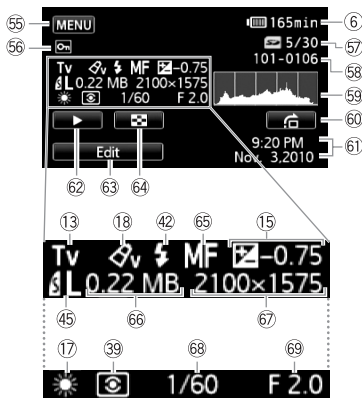 55 MENU 165min 6
56 5/30 57
101-0106 58
Tv V MF −0.75
L 0.22 MB 2100×1575
1/60 F 2.0 59
60
9:20 PM
Nov. 3,2010 61
Edit
62 63 64
13 18 42 65 15
Tv V MF −0.75
L 0.22 MB 2100×1575
45 66 67
17 39 68 69
1/60 F 2.0